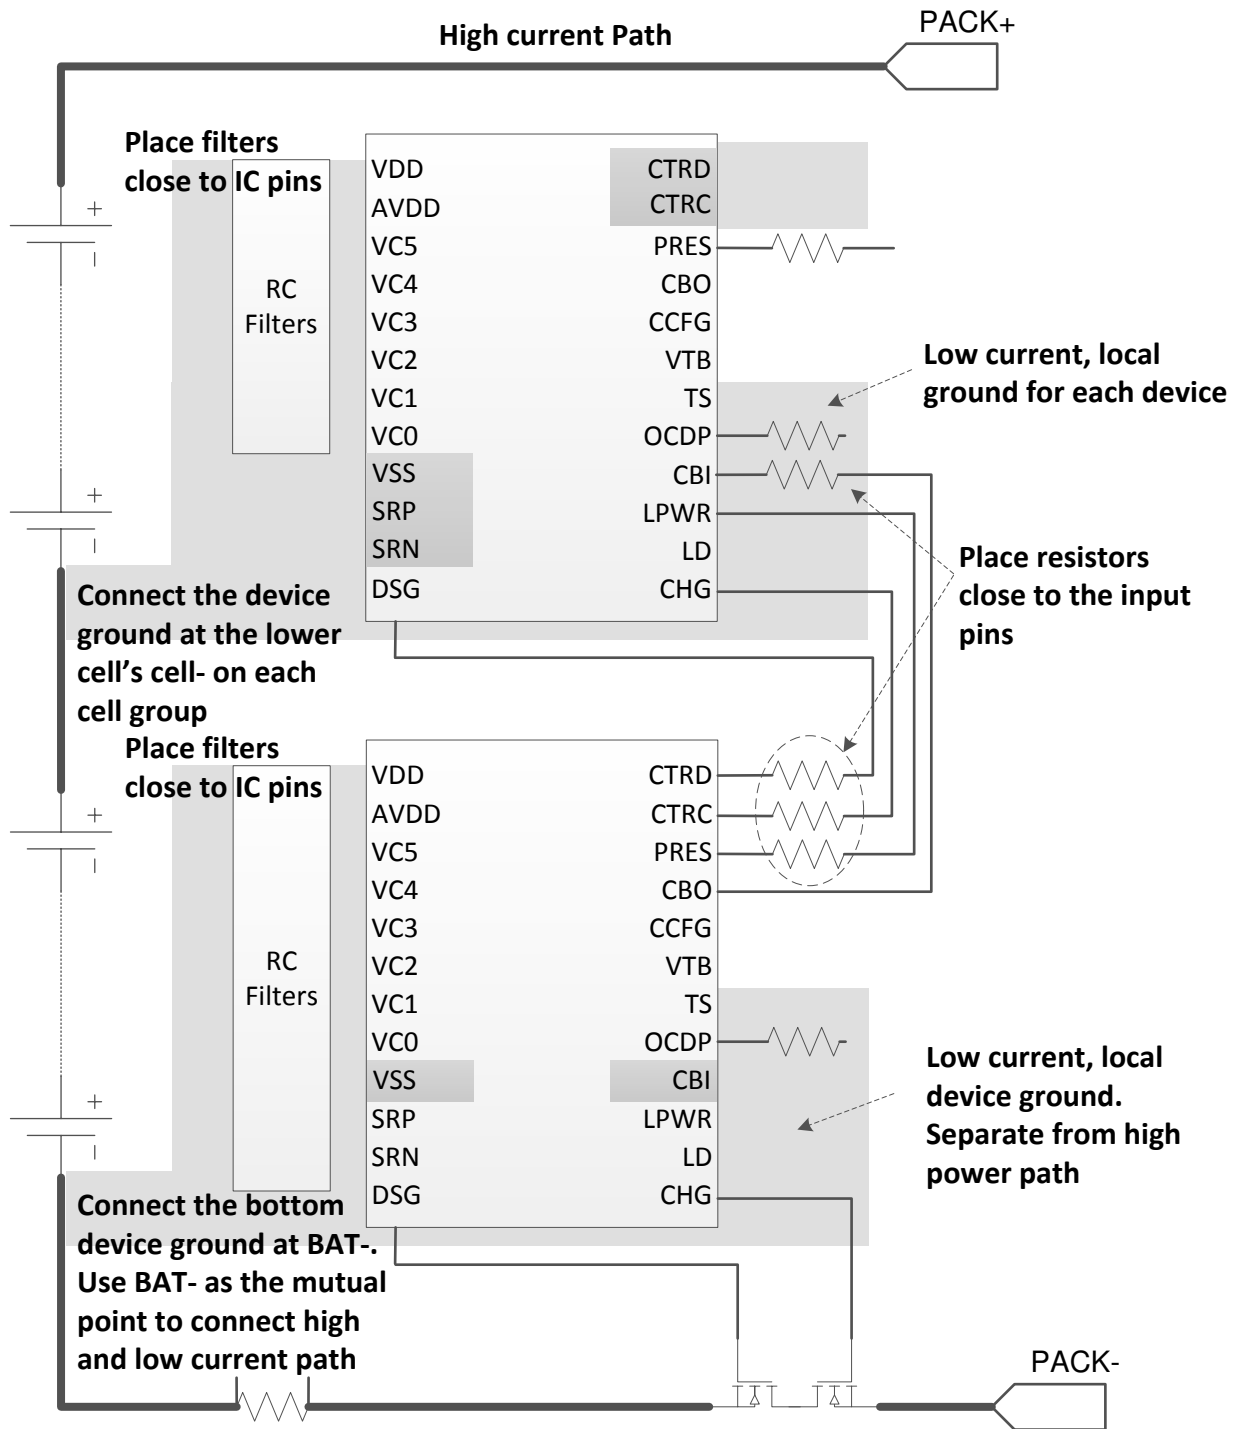 PACK+
High current Path
Place filters
close to IC pins
VDD
AVDD
VC5
VC4
VC3
VC2
VC1
VC0
VSS
SRP
SRN
DSG
CTRD
CTRC
PRES
CBO
CCFG
VTB
TS
OCDP
CBI
LPWR
LD
CHG
RC
Filters
+
+
Low current, local
ground for each device
Place resistors
close to the input
pins
Connect the device
ground at the lower
cell’s cell- on each
cell group
Place filters
close to IC pins
VDD
AVDD
VC5
VC4
VC3
VC2
VC1
VC0
VSS
SRP
SRN
DSG
CTRD
CTRC
PRES
CBO
CCFG
VTB
TS
OCDP
CBI
LPWR
LD
CHG
RC
Filters
+
+
Low current, local
device ground.
Separate from high
power path
Connect the bottom
device ground at BAT-.
Use BAT- as the mutual
point to connect high
and low current path
PACK-